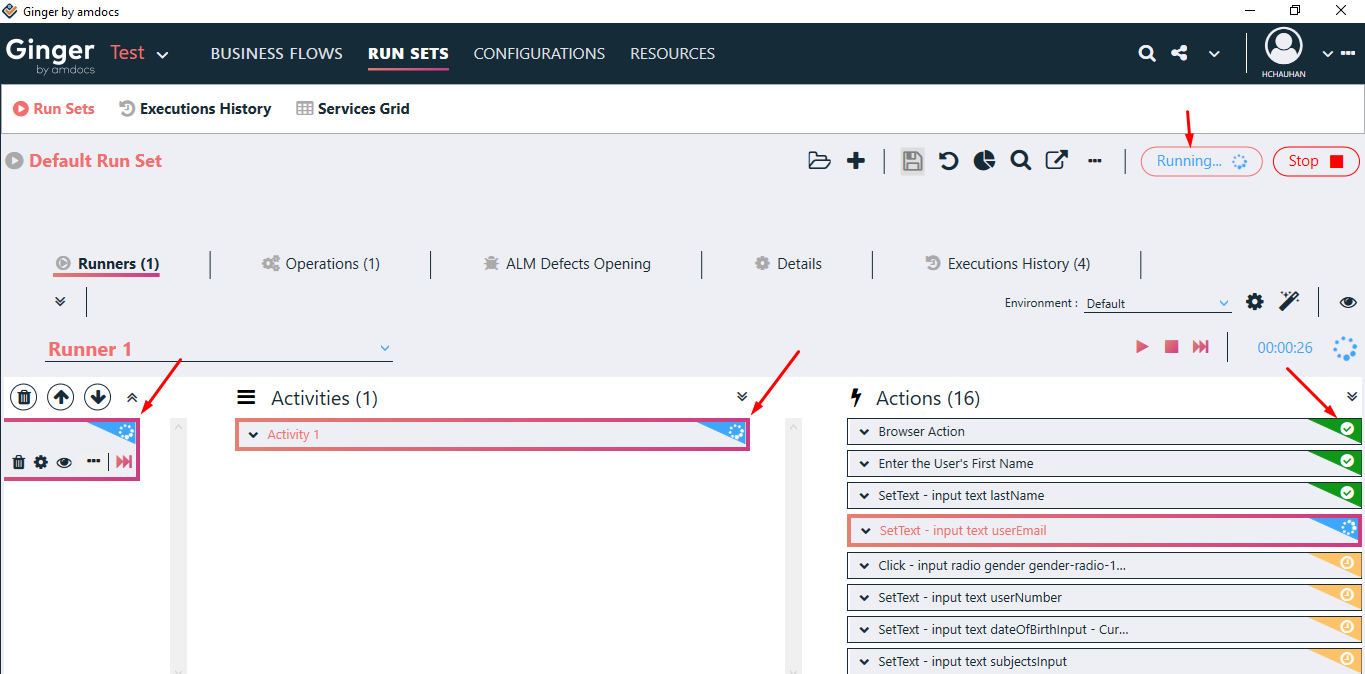 Ginger by amdocs
Ginger
by amdocs
Test
BUSINESS FLOWS
RUN SETS
CONFIGURATIONS
RESOURCES
HCHAUHAN
Run Sets
Executions History
Services Grid
Default Run Set
Running...
Stop
Runners (1)
Operations (1)
ALM Defects Opening
Details
Executions History (4)
Environment :
Default
Runner 1
00:00:26
Activities (1)
Actions (16)
Activity 1
Browser Action
Enter the User's First Name
SetText - input text lastName
SetText - input text userEmail
Click - input radio gender gender-radio-1...
SetText - input text userNumber
SetText - input text dateOfBirthInput - Cur...
SetText - input text subjectsInput